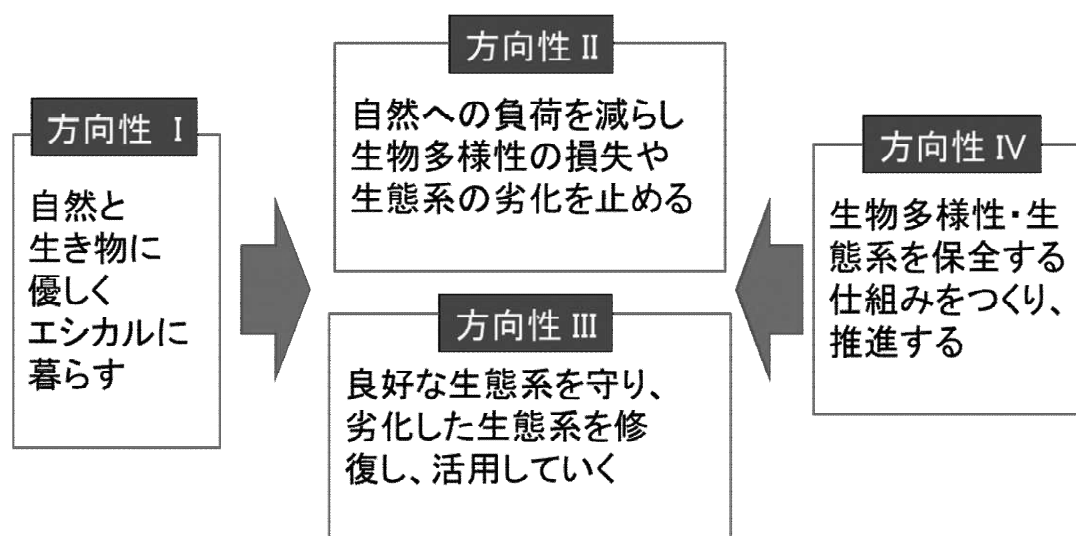 方向性 Ⅰ
自然と
生き物に
優しく
エシカルに
暮らす
方向性 Ⅱ
自然への負荷を減らし
生物多様性の損失や
生態系の劣化を止める
方向性 Ⅲ
良好な生態系を守り、
劣化した生態系を修
復し、活用していく
方向性 Ⅳ
生物多様性・生
態系を保全する
仕組みをつくり、
推進する